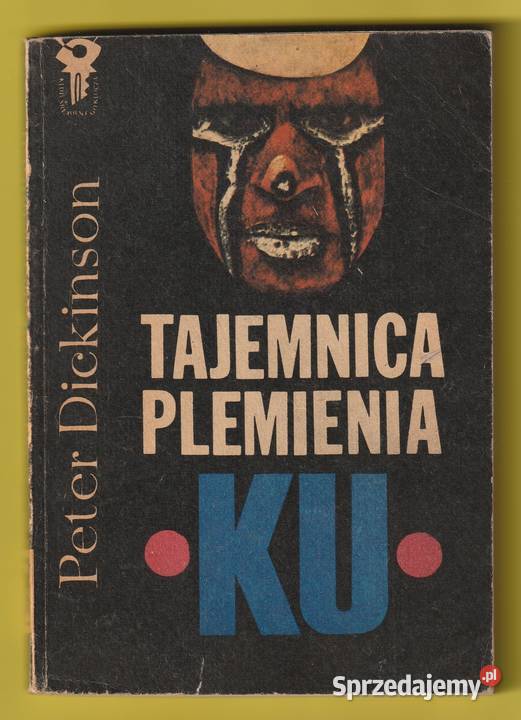 Peter Dickinson
TAJEMNICA
PLEMIENIA
•KU•
Sprzedajemy.pl